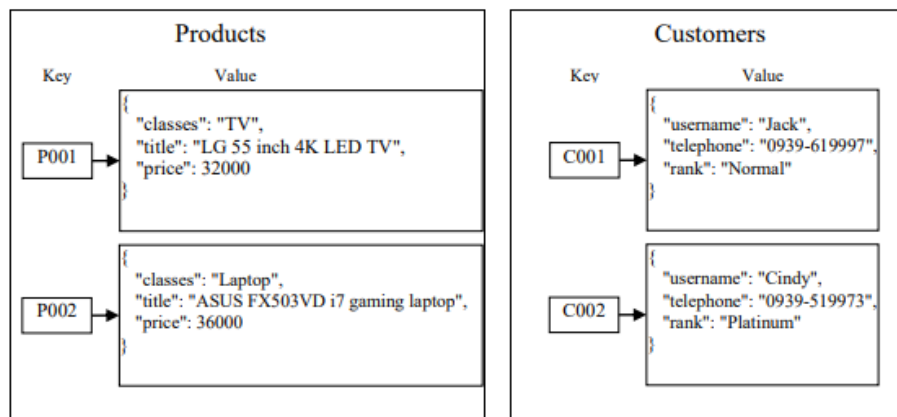 Products
Key Value
P001
{
"classes": "TV",
"title": "LG 55 inch 4K LED TV",
"price": 32000
}
P002
{
"classes": "Laptop",
"title": "ASUS FX503VD i7 gaming laptop",
"price": 36000
}
Customers
Key Value
C001
{
"username": "Jack",
"telephone": "0939-619997",
"rank": "Normal"
}
C002
{
"username": "Cindy",
"telephone": "0939-519973",
"rank": "Platinum"
}